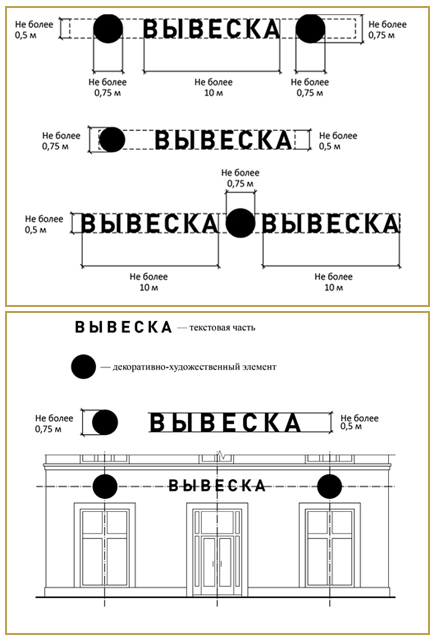 Не более
0,5 м
ВЫВЕСКА
Не более
0,75 м
Не более
0,75 м
Не более
10 м
Не более
0,75 м
Не более
0,75 м
ВЫВЕСКА
Не более
0,5 м
Не более
0,75 м
Не более
0,5 м
ВЫВЕСКА ВЫВЕСКА
Не более
10 м
Не более
10 м
ВЫВЕСКА — текстовая часть
— декоративно-художественный элемент
Не более
0,75 м
ВЫВЕСКА
Не более
0,5 м
ВЫВЕСКА